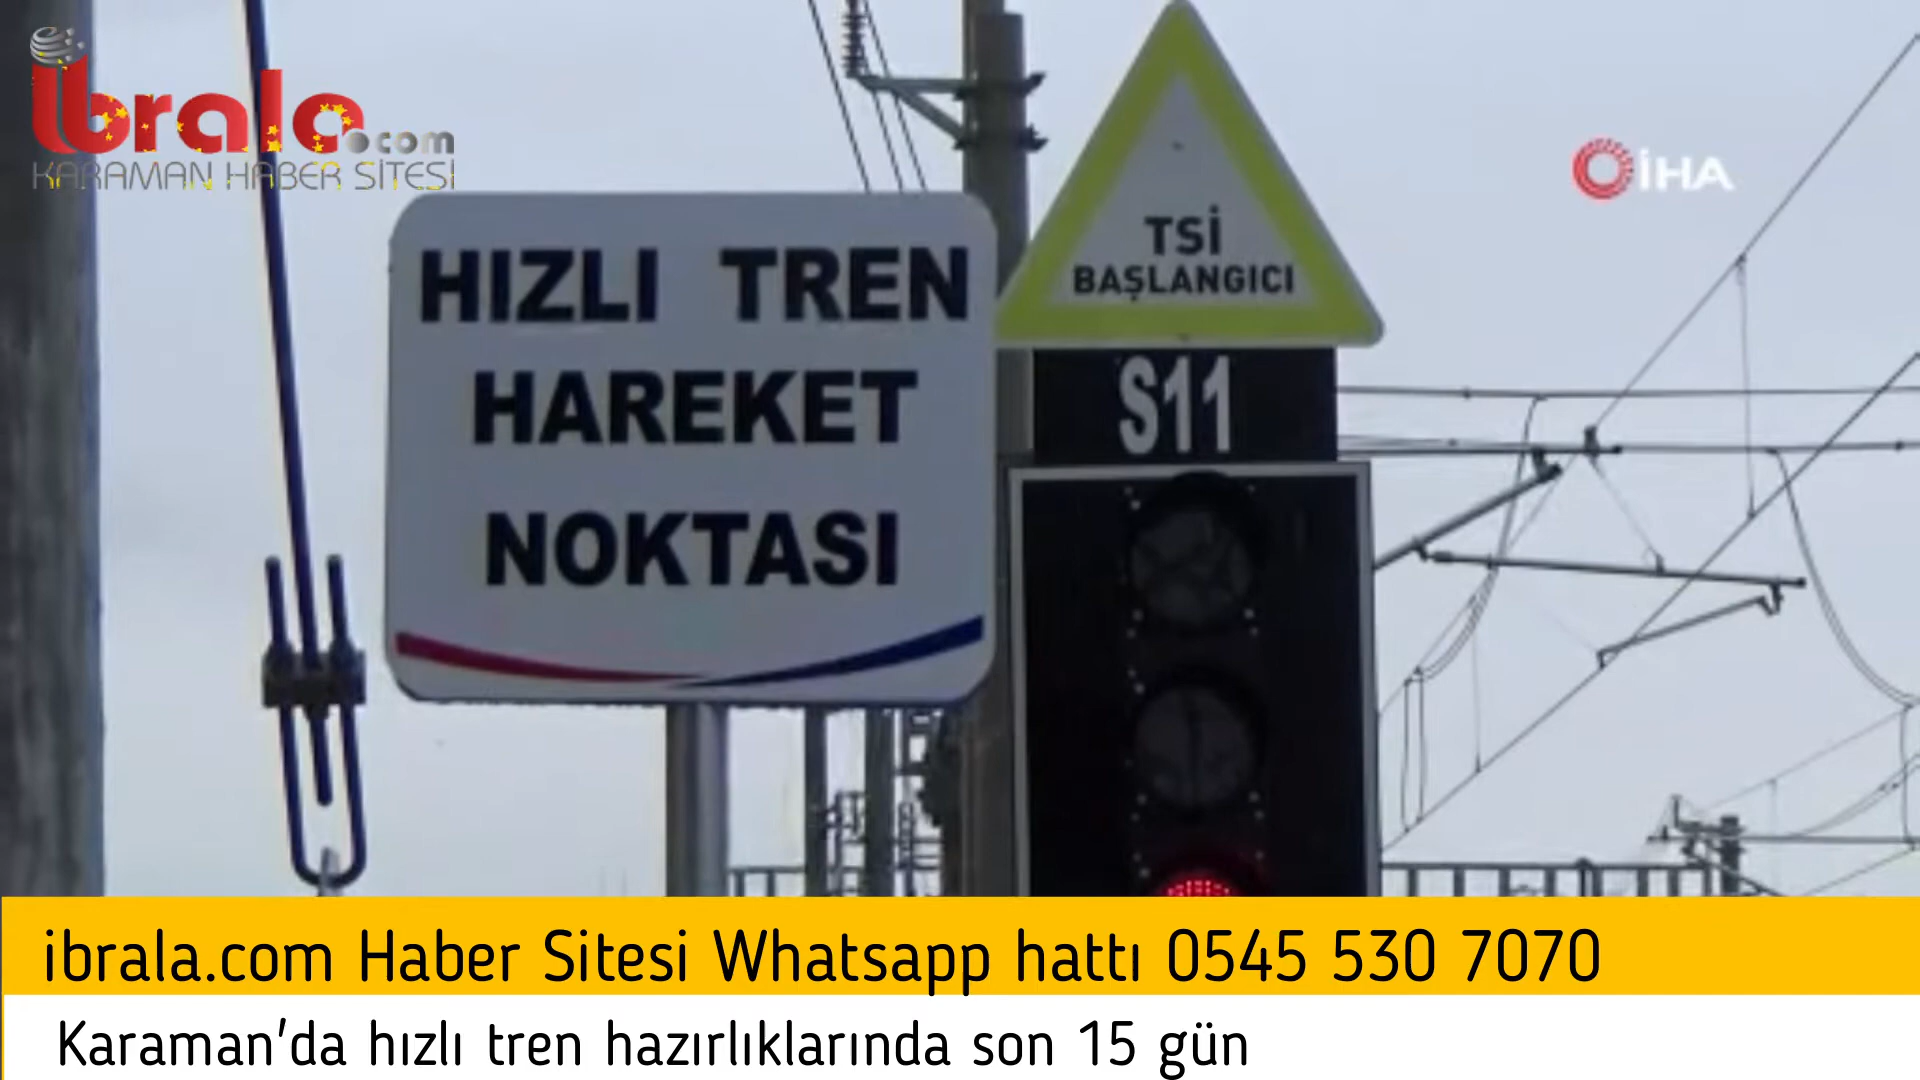 ibrala.com
KARAMAN HABER SİTESİ
İHA
HIZLI TREN
HAREKET
NOKTASI
TSİ
BAŞLANGICI
S11
ibrala.com Haber Sitesi Whatsapp hattı 0545 530 7070
Karaman'da hızlı tren hazırlıklarında son 15 gün